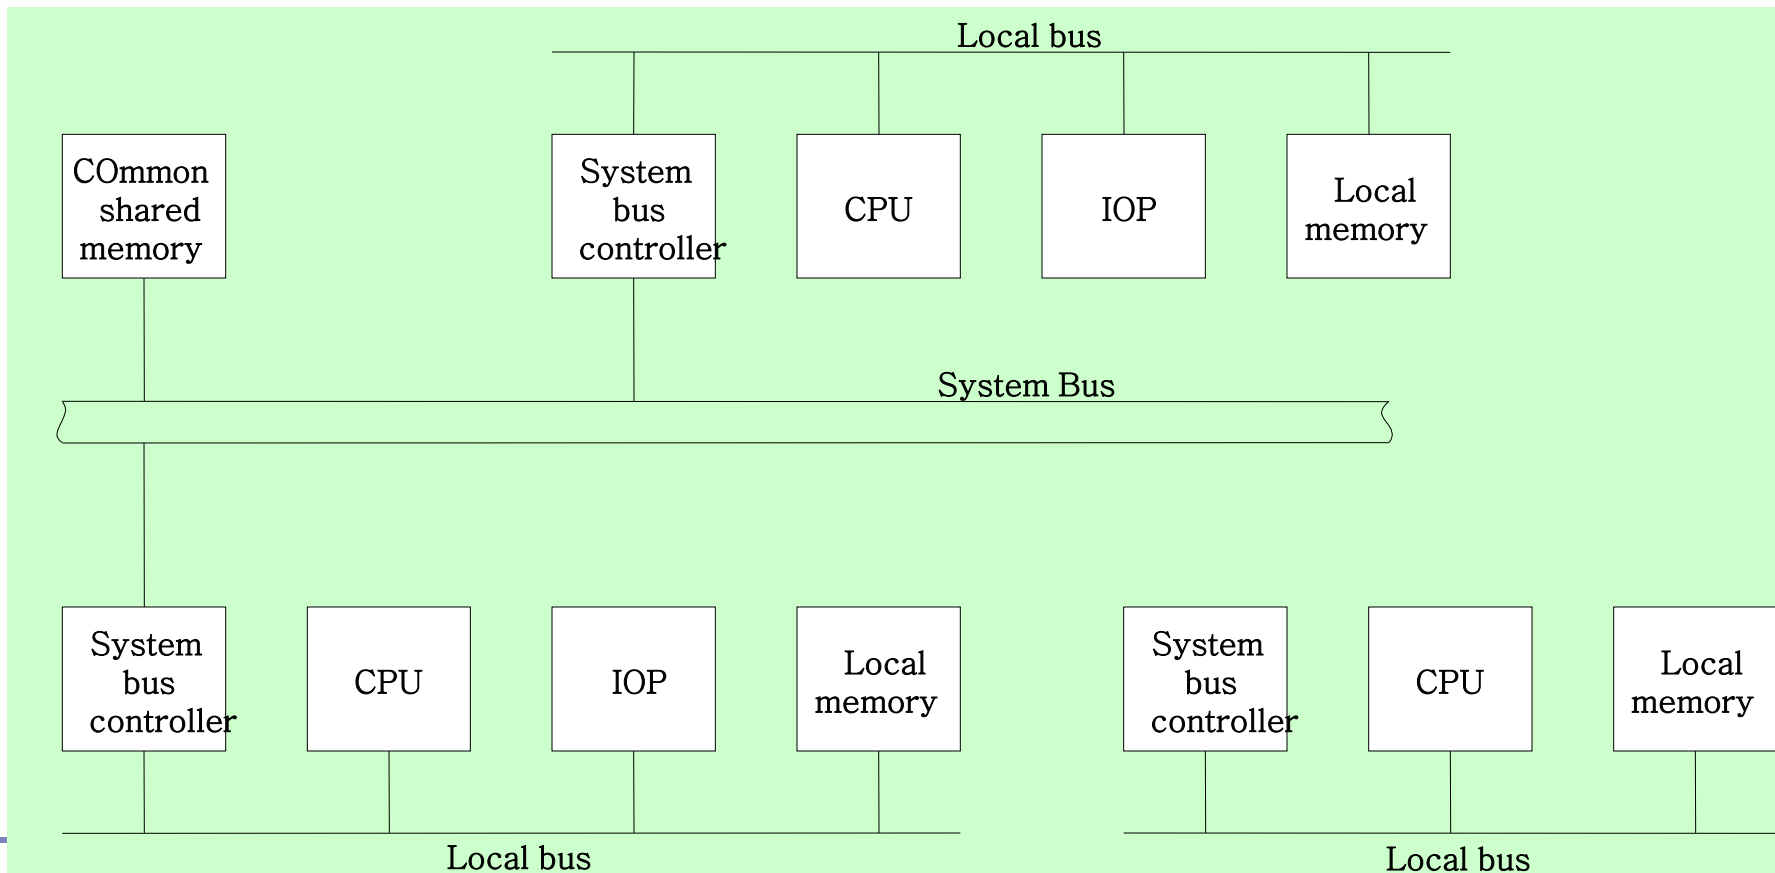 Local bus
COmmon
shared
memory
System
bus
controller
CPU
IOP
Local
memory
System Bus
System
bus
controller
CPU
IOP
Local
memory
System
bus
controller
CPU
Local
memory
Local bus
Local bus